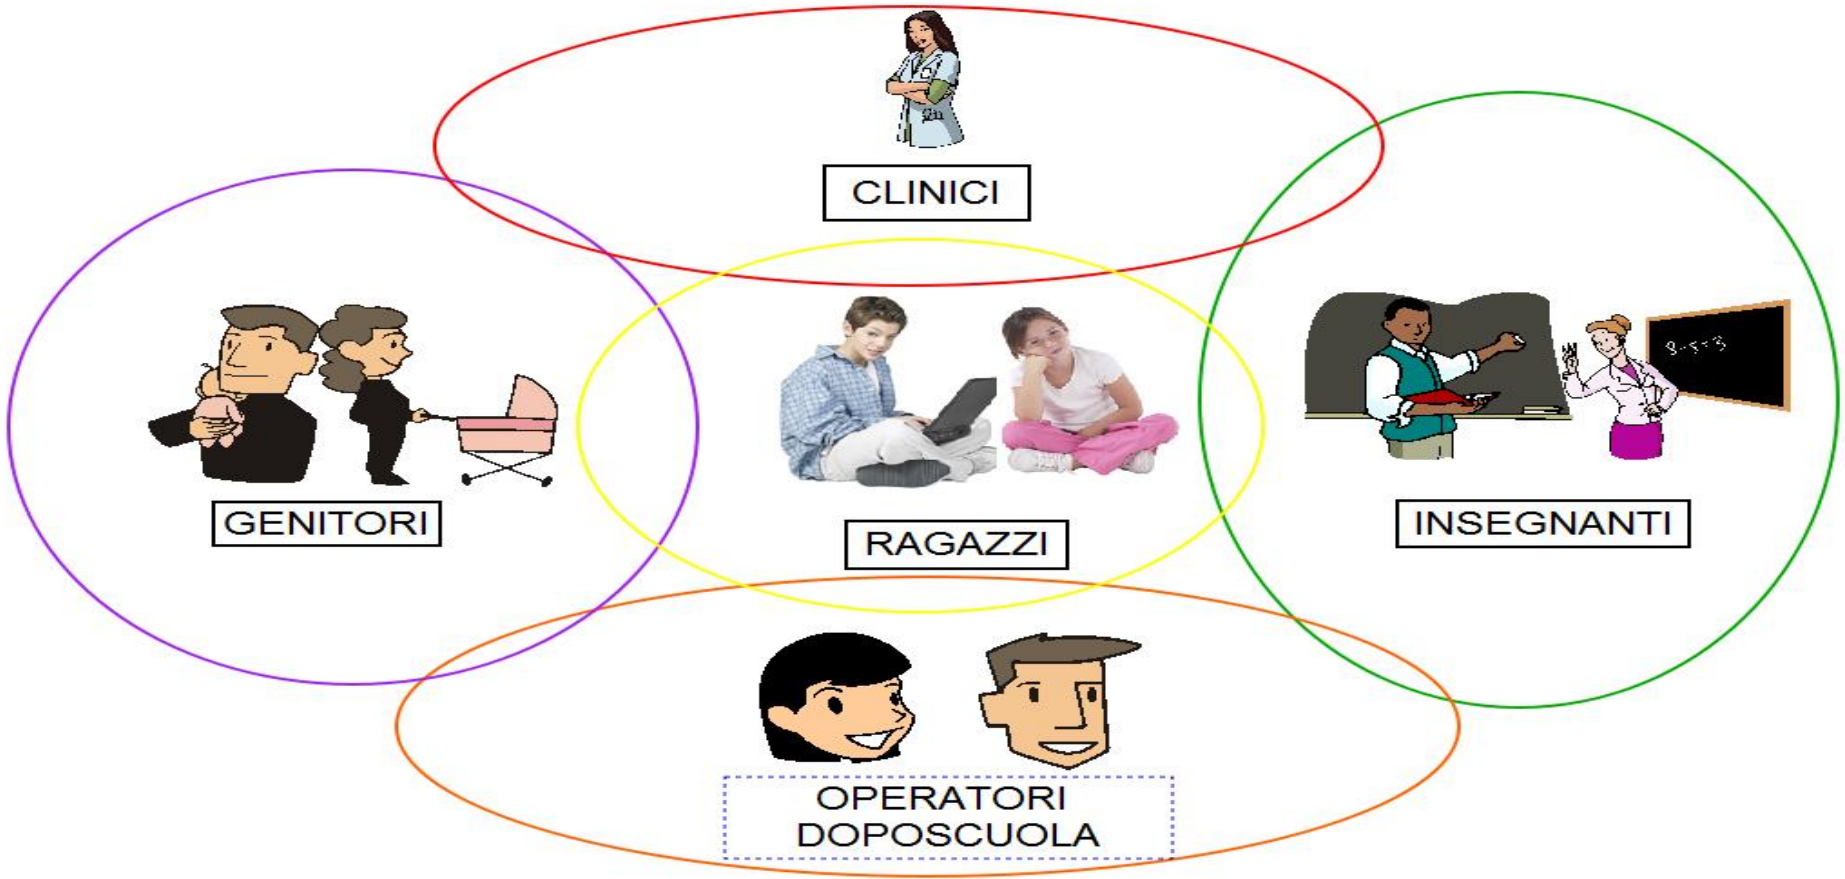 CLINICI
GENITORI
RAGAZZI
INSEGNANTI
OPERATORI
DOPOSCUOLA